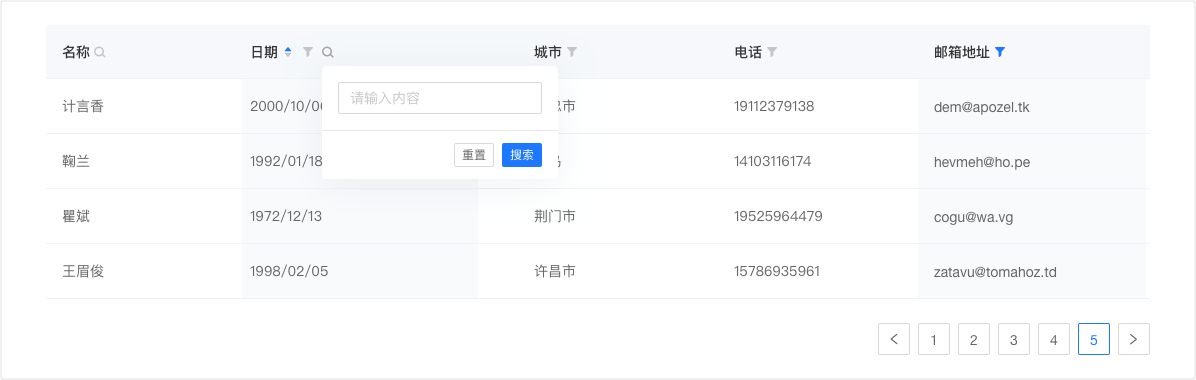 名称 日期 城市 电话 邮箱地址
请输入内容
重置 搜索
计言香 2000/10/0 市 19112379138 dem@apozel.tk
鞠兰 1992/01/18 14103116174 hevmeh@ho.pe
瞿斌 1972/12/13 荆门市 19525964479 cogu@wa.vg
王眉俊 1998/02/05 许昌市 15786935961 zatavu@tomahoz.td
1 2 3 4 5